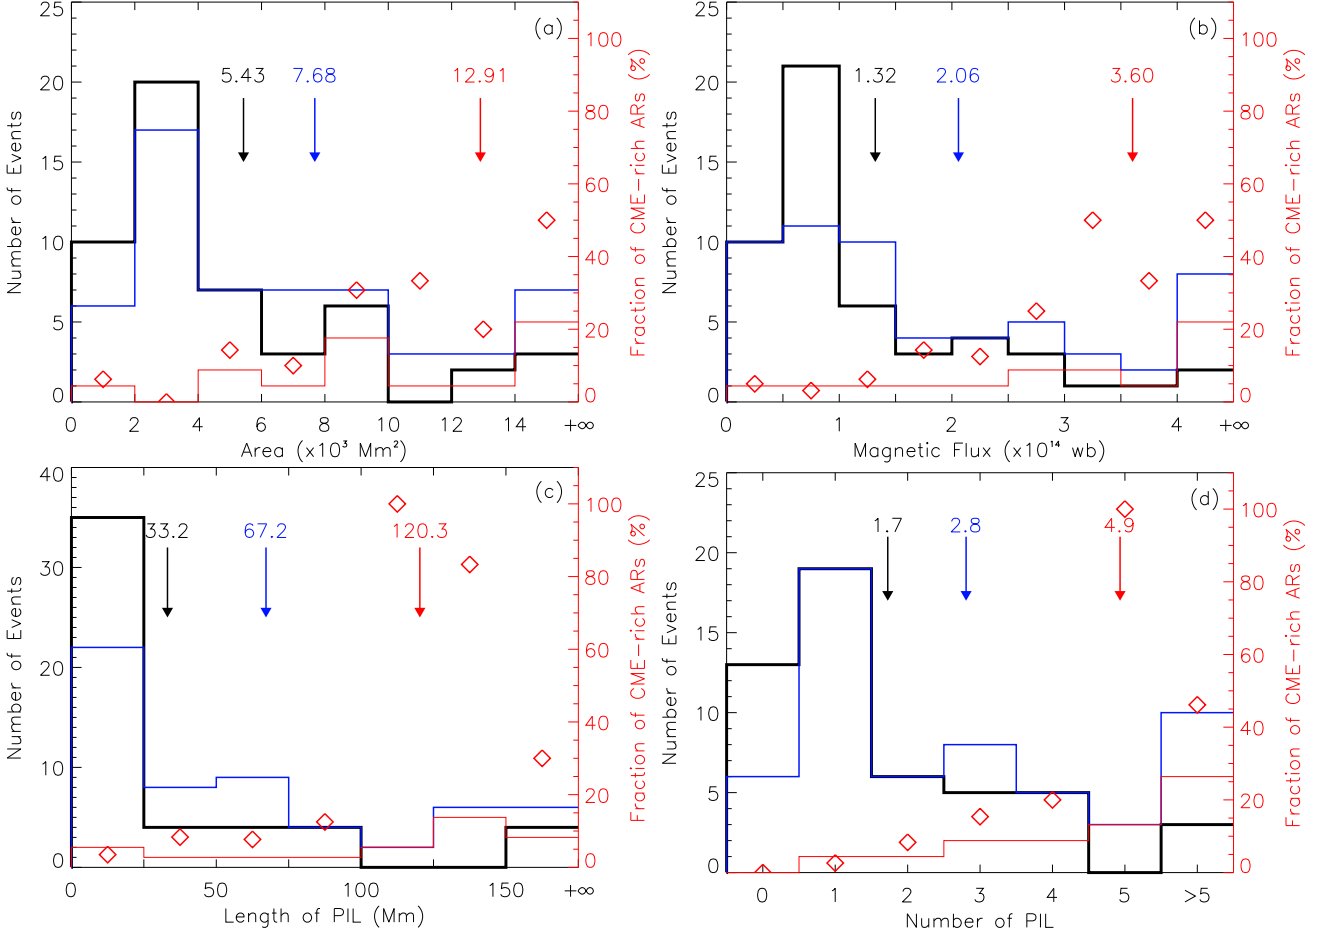 (a)
5.43 7.68 12.91
25
20
15
10
5
0
Number of Events
100
80
60
40
20
0
Fraction of CME-rich ARs (%)
0 2 4 6 8 10 12 14 +∞
Area (x10³ Mm²)
(b)
1.32 2.06 3.60
25
20
15
10
5
0
Number of Events
100
80
60
40
20
0
Fraction of CME-rich ARs (%)
0 1 2 3 4 +∞
Magnetic Flux (x10¹⁴ wb)
(c)
33.2 67.2 120.3
40
30
20
10
0
Number of Events
100
80
60
40
20
0
Fraction of CME-rich ARs (%)
0 50 100 150 +∞
Length of PIL (Mm)
(d)
1.7 2.8 4.9
25
20
15
10
5
0
Number of Events
100
80
60
40
20
0
Fraction of CME-rich ARs (%)
0 1 2 3 4 5 >5
Number of PIL